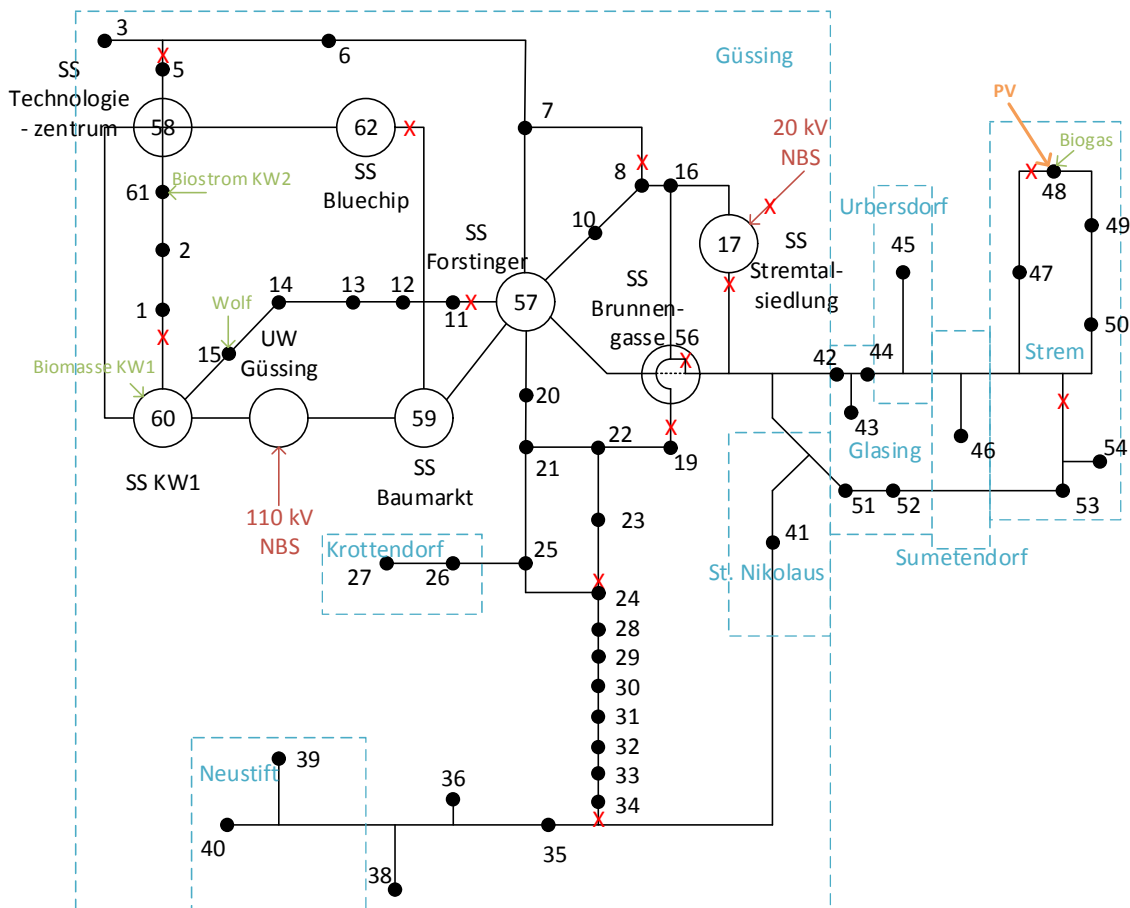 3
6
5
SS
Technologie
- zentrum
58
62
SS
Bluechip
7
Güssing
20 kV
NBS
PV
Biogas
48
8
16
61
Biostrom KW2
10
Urbersdorf
49
2
SS
Forstinger
17
SS
Stremtal-
siedlung
45
47
14
13
12
11
57
SS
Brunnen-
gasse
56
1
Wolf
15
UW
Güssing
50
Strem
42
44
Biomasse KW1
60
59
20
43
Glasing
46
SS KW1
SS
Baumarkt
21
22
19
54
110 kV
NBS
23
51
52
53
Krottendorf
27
26
25
41
St. Nikolaus
Sumetendorf
24
28
29
30
31
32
33
34
Neustift
39
36
40
38
35